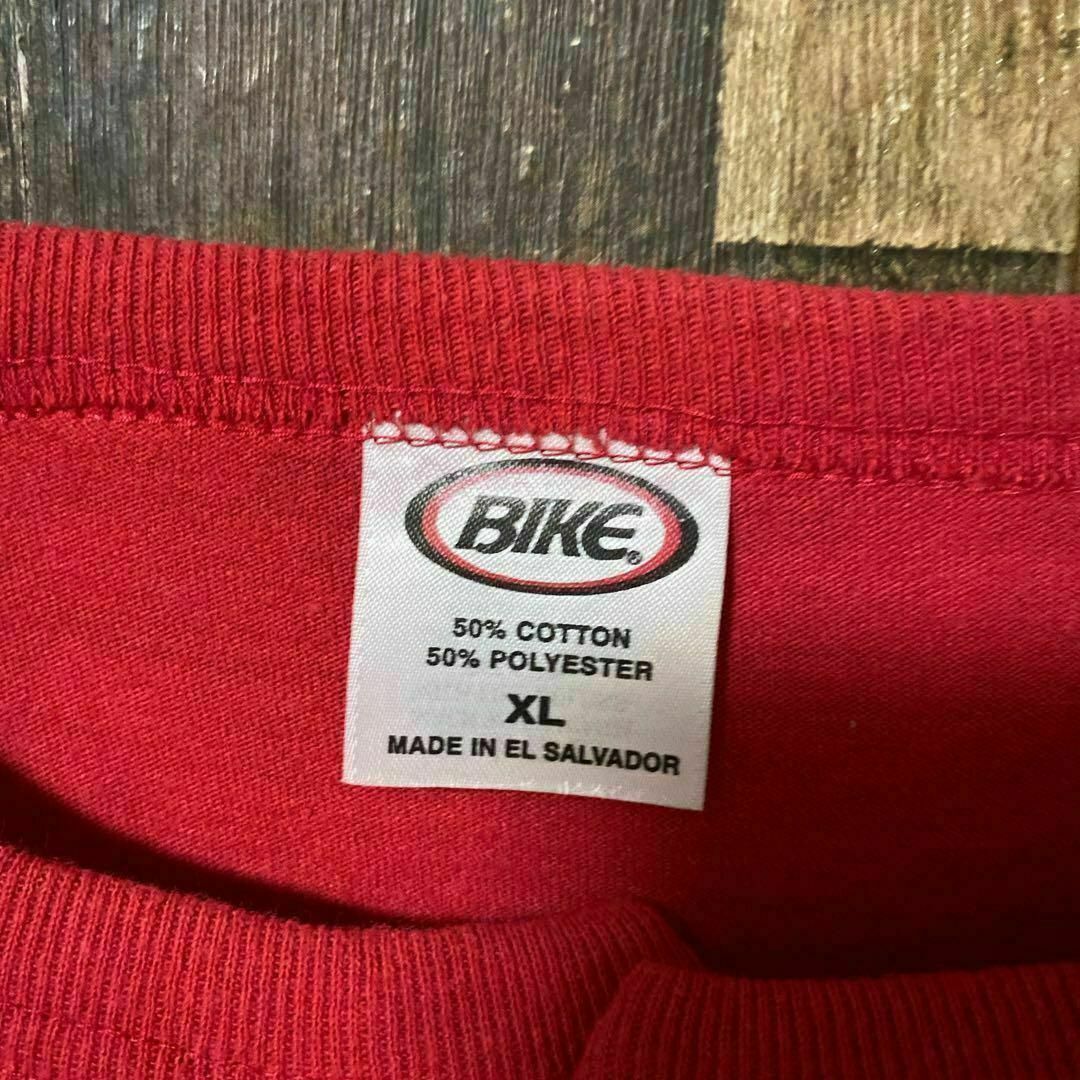 BIKE®
50% COTTON
50% POLYESTER
XL
MADE IN EL SALVADOR